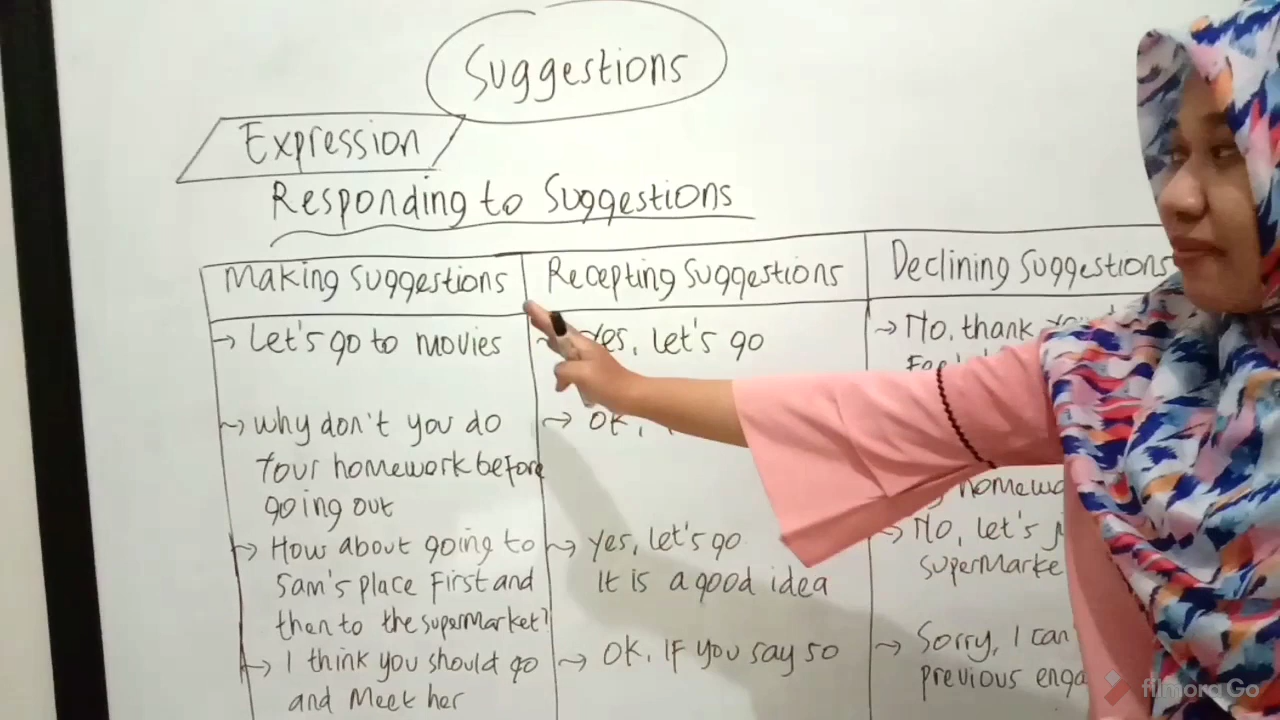 Suggestions
Expression
Responding to Suggestions
Making Suggestions
Recepting Suggestions
Declining Suggestions
→ Let's go to movies
Yes, Let's go
→ No, thank
→ why don't you do
Your homework before
going out
→ OK,
homewo
→ How about going to
Sam's place First and
then to the supermarket?
→ Yes, Let's go
It is a good idea
→ No, Let's
supermarke
→ I think you should go
and Meet her
→ OK, IF you say so
→ Sorry, I can
previous enga
filmora Go